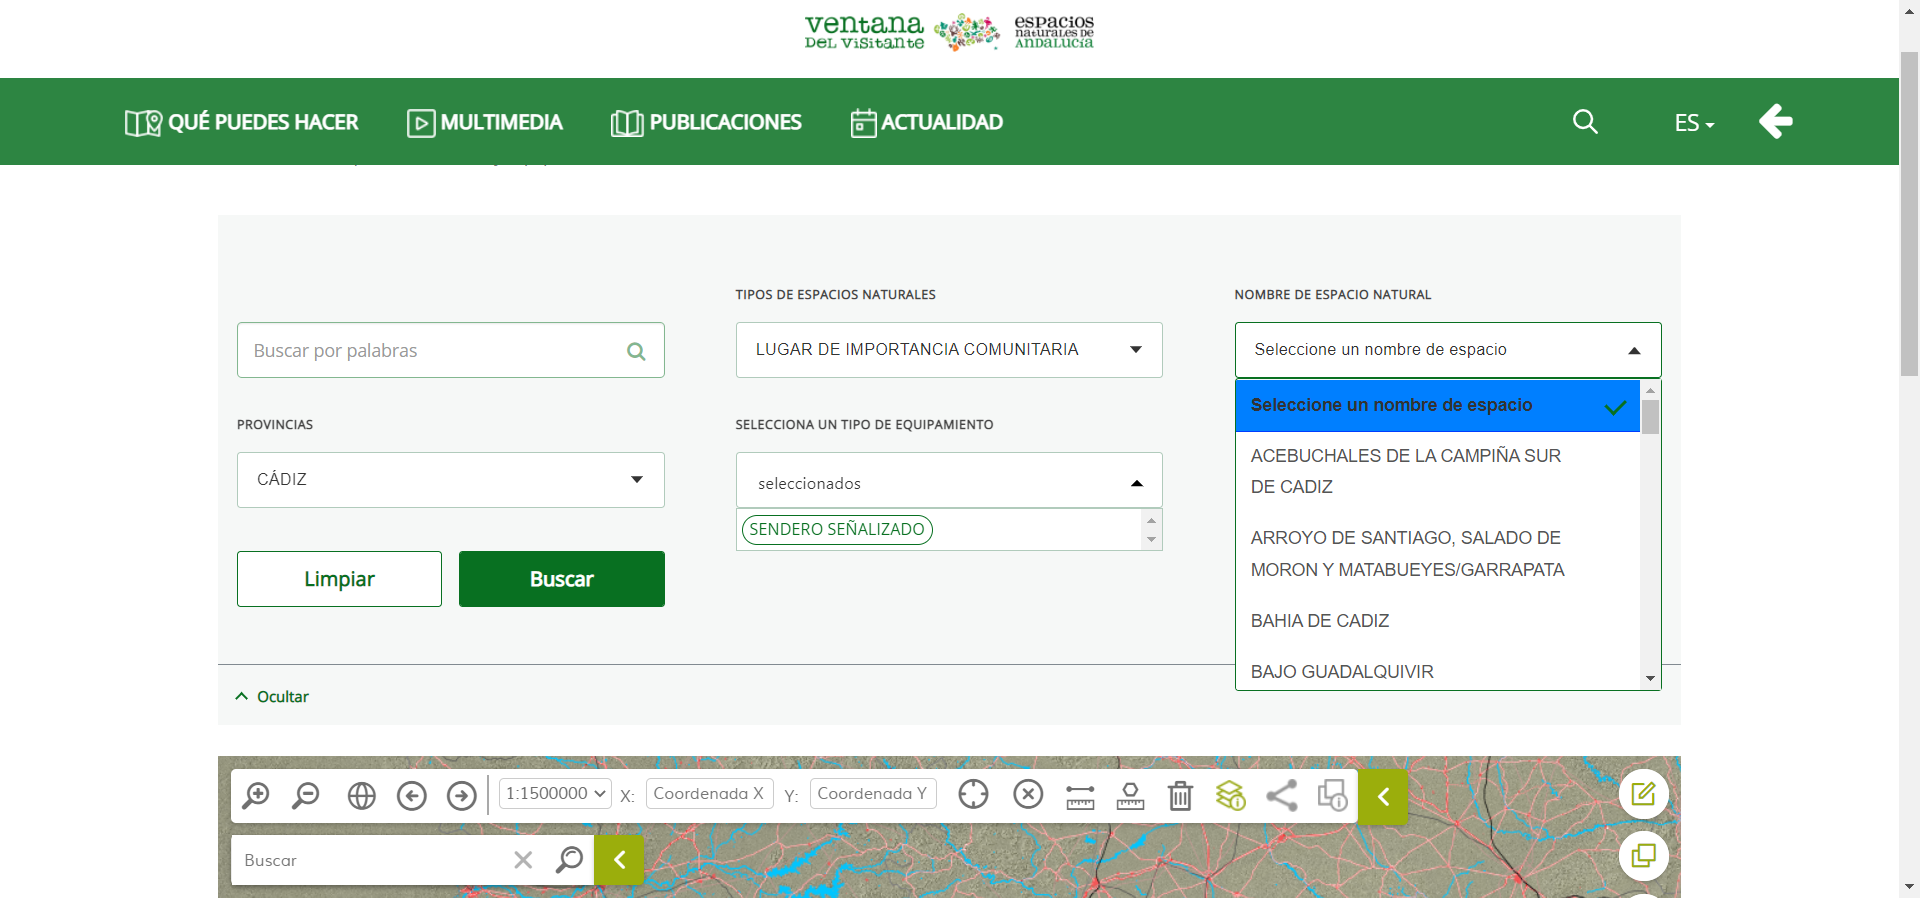 ventana
DEL VISITANTE
espacios
naturales de
ANDALUCÍA
QUÉ PUEDES HACER
MULTIMEDIA
PUBLICACIONES
ACTUALIDAD
ES
TIPOS DE ESPACIOS NATURALES
NOMBRE DE ESPACIO NATURAL
Buscar por palabras
LUGAR DE IMPORTANCIA COMUNITARIA
Seleccione un nombre de espacio
Seleccione un nombre de espacio
ACEBUCHALES DE LA CAMPIÑA SUR
DE CADIZ
ARROYO DE SANTIAGO, SALADO DE
MORON Y MATABUEYES/GARRAPATA
BAHIA DE CADIZ
BAJO GUADALQUIVIR
PROVINCIAS
SELECCIONA UN TIPO DE EQUIPAMIENTO
CÁDIZ
seleccionados
SENDERO SEÑALIZADO
Limpiar
Buscar
Ocultar
1:1500000
X:
Coordenada X
Y:
Coordenada Y
Buscar